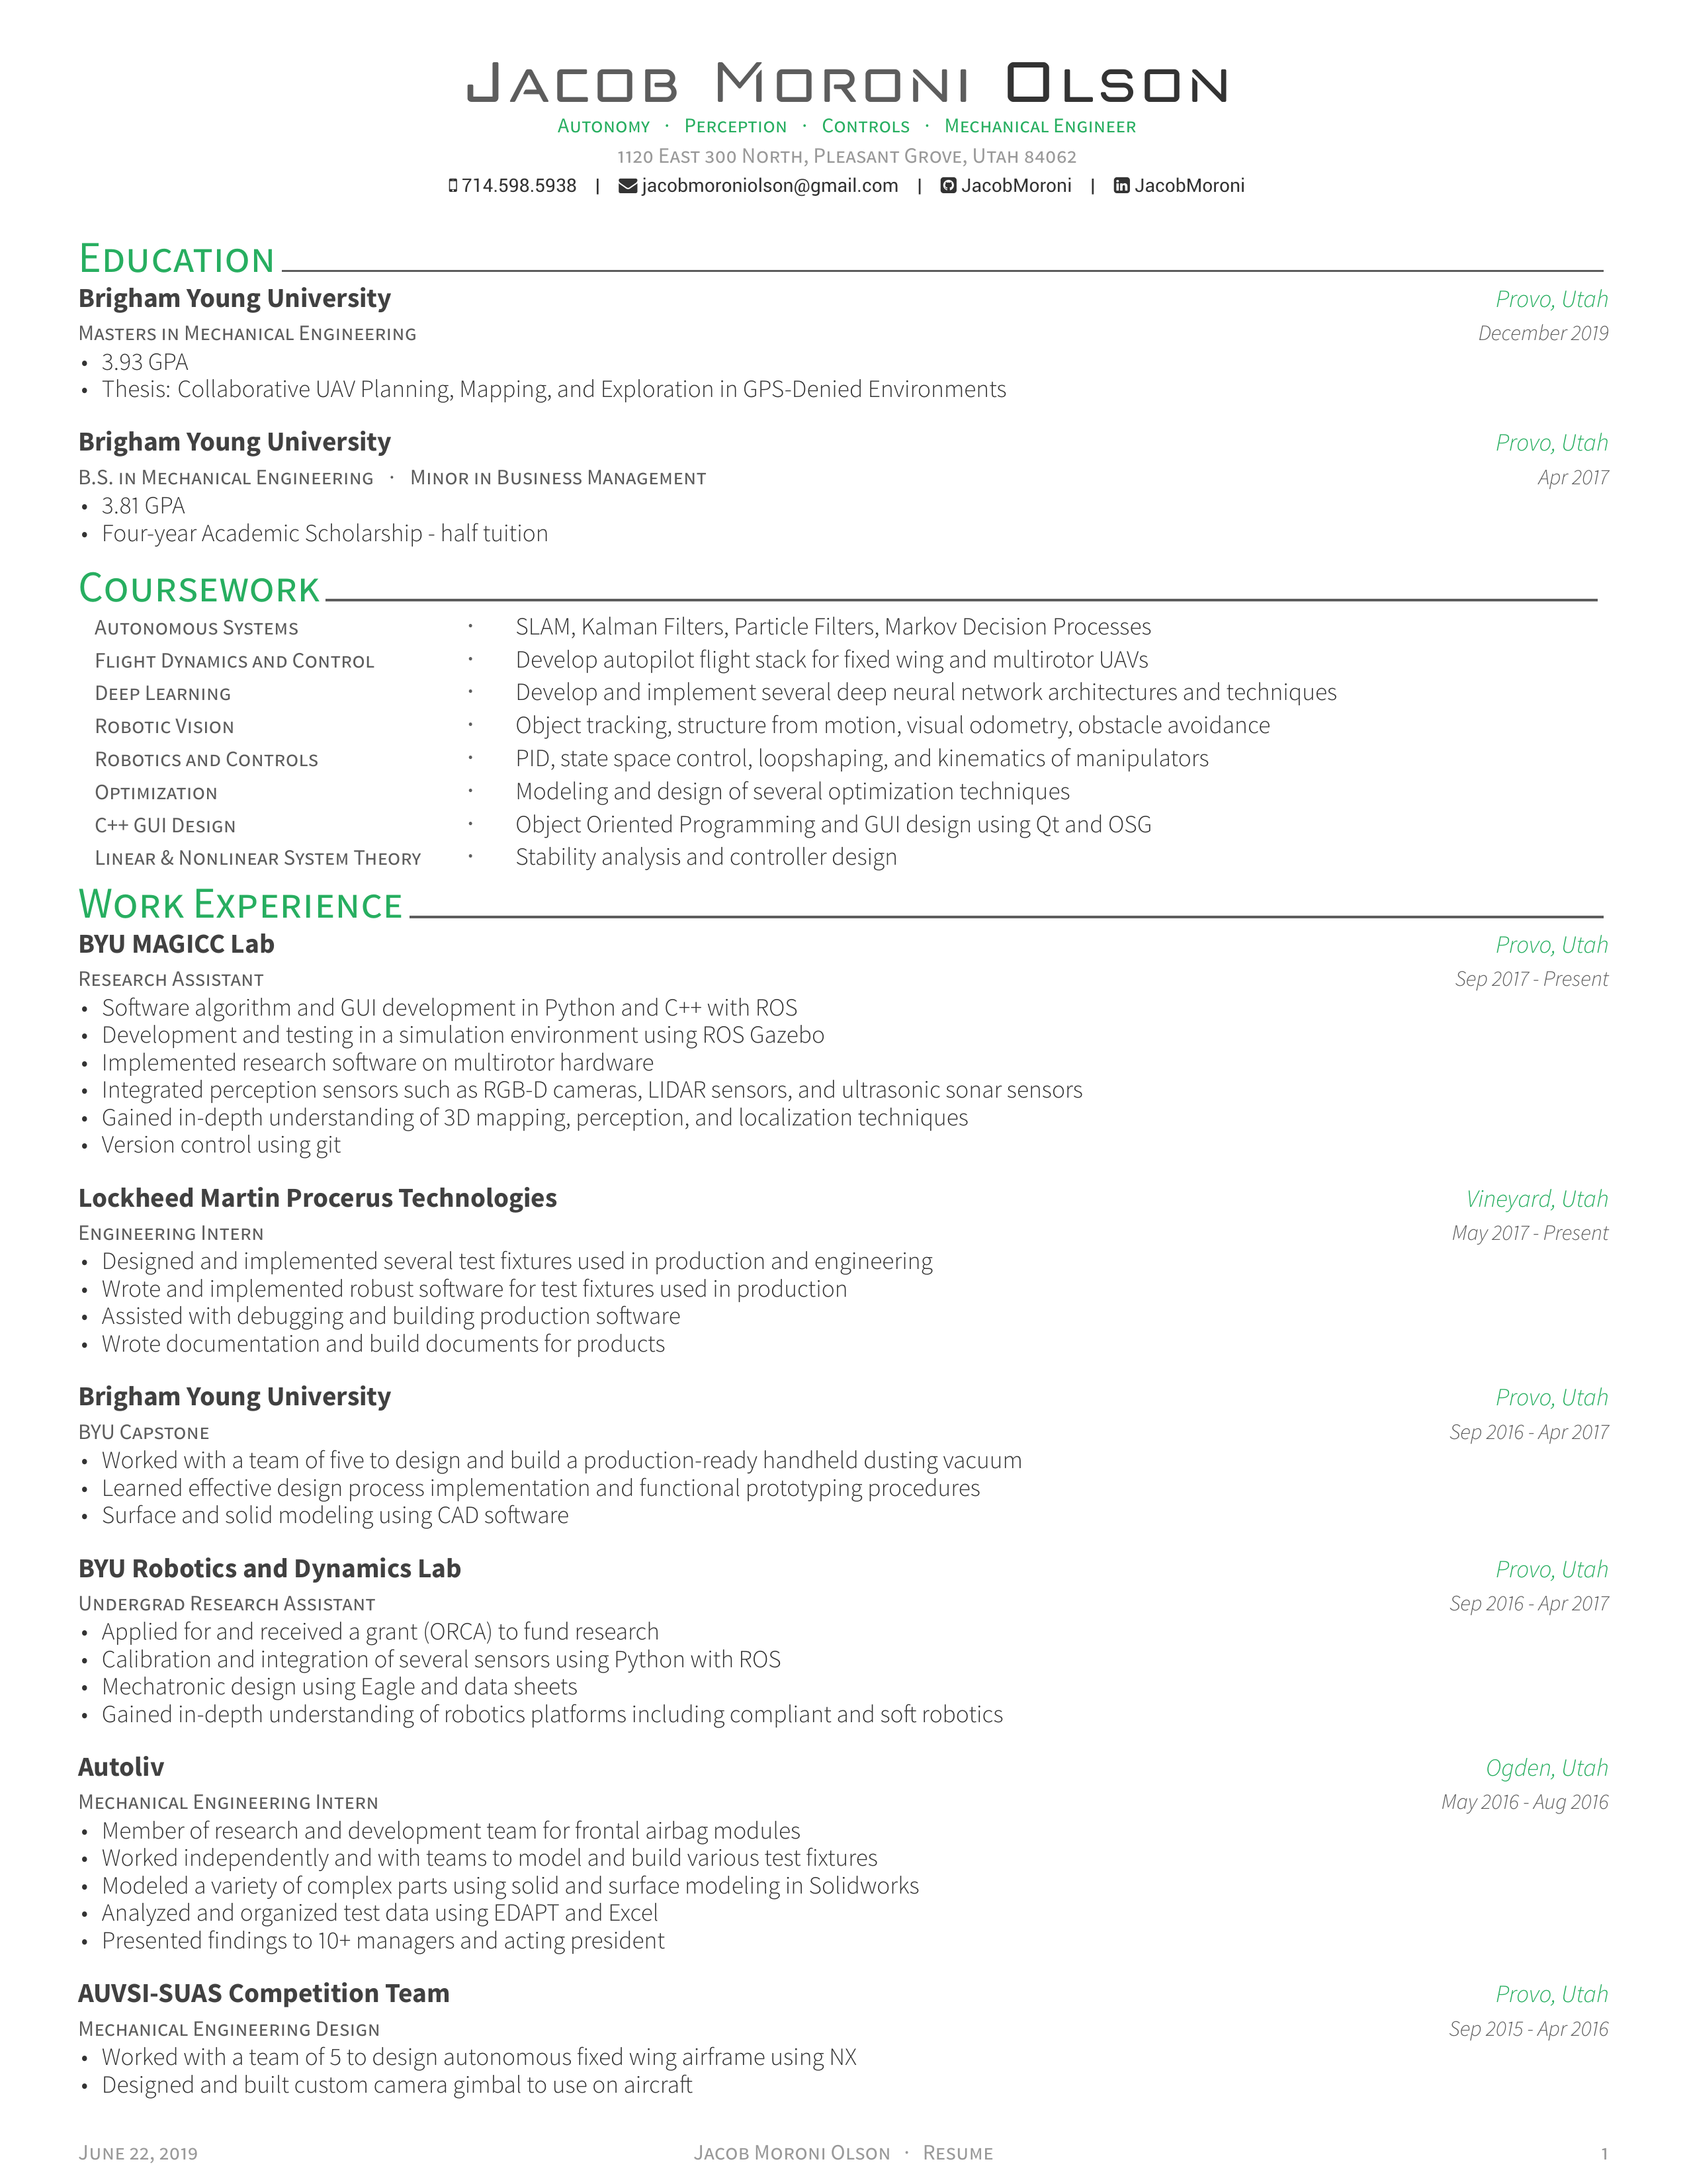 Jacob Moroni Olson
Autonomy · Perception · Controls · Mechanical Engineer
1120 East 300 North, Pleasant Grove, Utah 84062
714.598.5938 | jacobmoroniolson@gmail.com | JacobMoroni | JacobMoroni
Education
Brigham Young University Provo, Utah
Masters in Mechanical Engineering December 2019
• 3.93 GPA
• Thesis: Collaborative UAV Planning, Mapping, and Exploration in GPS-Denied Environments
Brigham Young University Provo, Utah
B.S. in Mechanical Engineering · Minor in Business Management Apr 2017
• 3.81 GPA
• Four-year Academic Scholarship - half tuition
Coursework
Autonomous Systems · SLAM, Kalman Filters, Particle Filters, Markov Decision Processes
Flight Dynamics and Control · Develop autopilot flight stack for fixed wing and multirotor UAVs
Deep Learning · Develop and implement several deep neural network architectures and techniques
Robotic Vision · Object tracking, structure from motion, visual odometry, obstacle avoidance
Robotics and Controls · PID, state space control, loopshaping, and kinematics of manipulators
Optimization · Modeling and design of several optimization techniques
C++ GUI Design · Object Oriented Programming and GUI design using Qt and OSG
Linear & Nonlinear System Theory · Stability analysis and controller design
Work Experience
BYU MAGICC Lab Provo, Utah
Research Assistant Sep 2017 - Present
• Software algorithm and GUI development in Python and C++ with ROS
• Development and testing in a simulation environment using ROS Gazebo
• Implemented research software on multirotor hardware
• Integrated perception sensors such as RGB-D cameras, LIDAR sensors, and ultrasonic sonar sensors
• Gained in-depth understanding of 3D mapping, perception, and localization techniques
• Version control using git
Lockheed Martin Procerus Technologies Vineyard, Utah
Engineering Intern May 2017 - Present
• Designed and implemented several test fixtures used in production and engineering
• Wrote and implemented robust software for test fixtures used in production
• Assisted with debugging and building production software
• Wrote documentation and build documents for products
Brigham Young University Provo, Utah
BYU Capstone Sep 2016 - Apr 2017
• Worked with a team of five to design and build a production-ready handheld dusting vacuum
• Learned effective design process implementation and functional prototyping procedures
• Surface and solid modeling using CAD software
BYU Robotics and Dynamics Lab Provo, Utah
Undergrad Research Assistant Sep 2016 - Apr 2017
• Applied for and received a grant (ORCA) to fund research
• Calibration and integration of several sensors using Python with ROS
• Mechatronic design using Eagle and data sheets
• Gained in-depth understanding of robotics platforms including compliant and soft robotics
Autoliv Ogden, Utah
Mechanical Engineering Intern May 2016 - Aug 2016
• Member of research and development team for frontal airbag modules
• Worked independently and with teams to model and build various test fixtures
• Modeled a variety of complex parts using solid and surface modeling in Solidworks
• Analyzed and organized test data using EDAPT and Excel
• Presented findings to 10+ managers and acting president
AUVSI-SUAS Competition Team Provo, Utah
Mechanical Engineering Design Sep 2015 - Apr 2016
• Worked with a team of 5 to design autonomous fixed wing airframe using NX
• Designed and built custom camera gimbal to use on aircraft
June 22, 2019 Jacob Moroni Olson · Resume 1